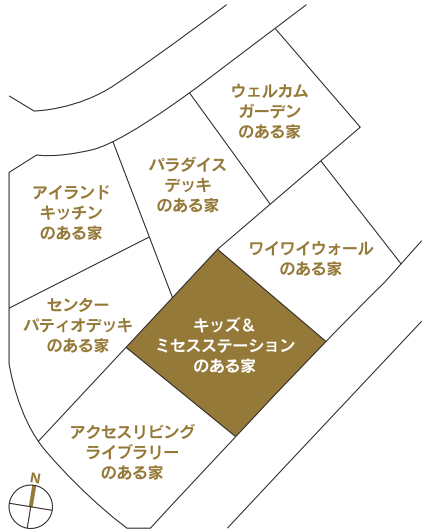 ウェルカム
ガーデン
のある家
パラダイス
デッキ
のある家
アイランド
キッチン
のある家
ワイワイウォール
のある家
センター
パティオデッキ
のある家
キッズ&
ミセスステーション
のある家
アクセスリビング
ライブラリー
のある家
N